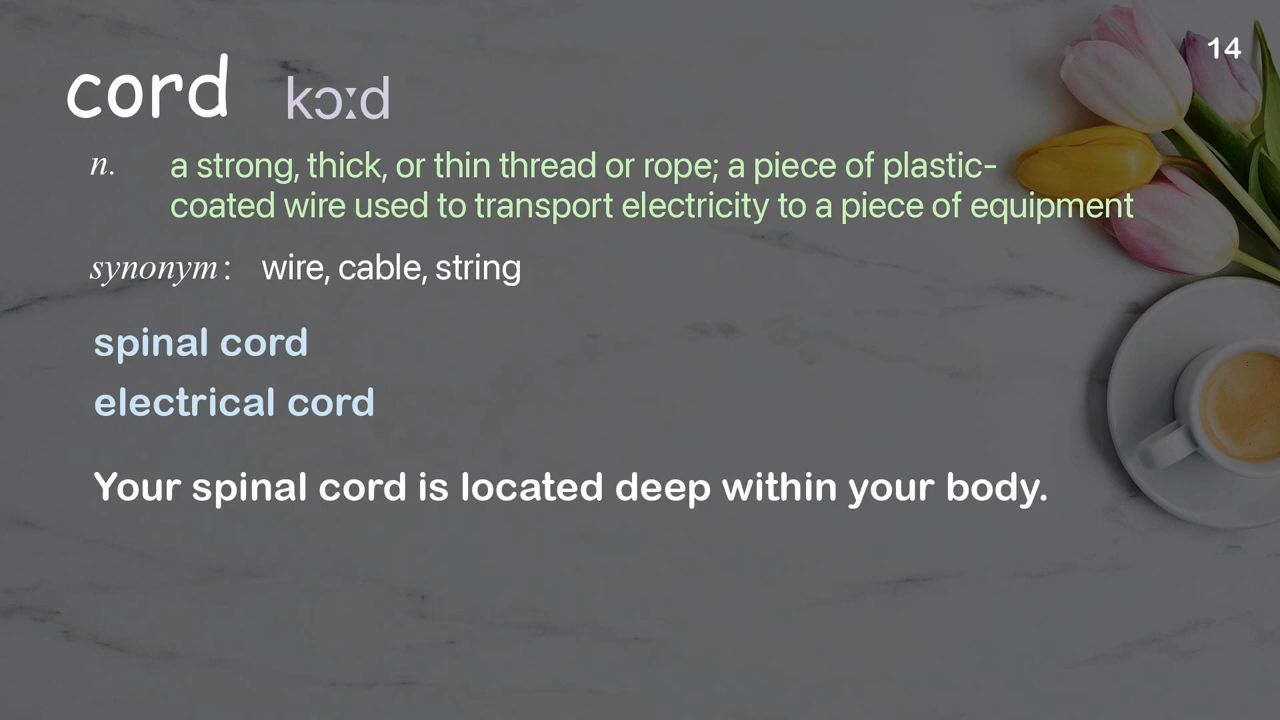 14
cord kɔːd
n. a strong, thick, or thin thread or rope; a piece of plastic-
coated wire used to transport electricity to a piece of equipment
synonym: wire, cable, string
spinal cord
electrical cord
Your spinal cord is located deep within your body.